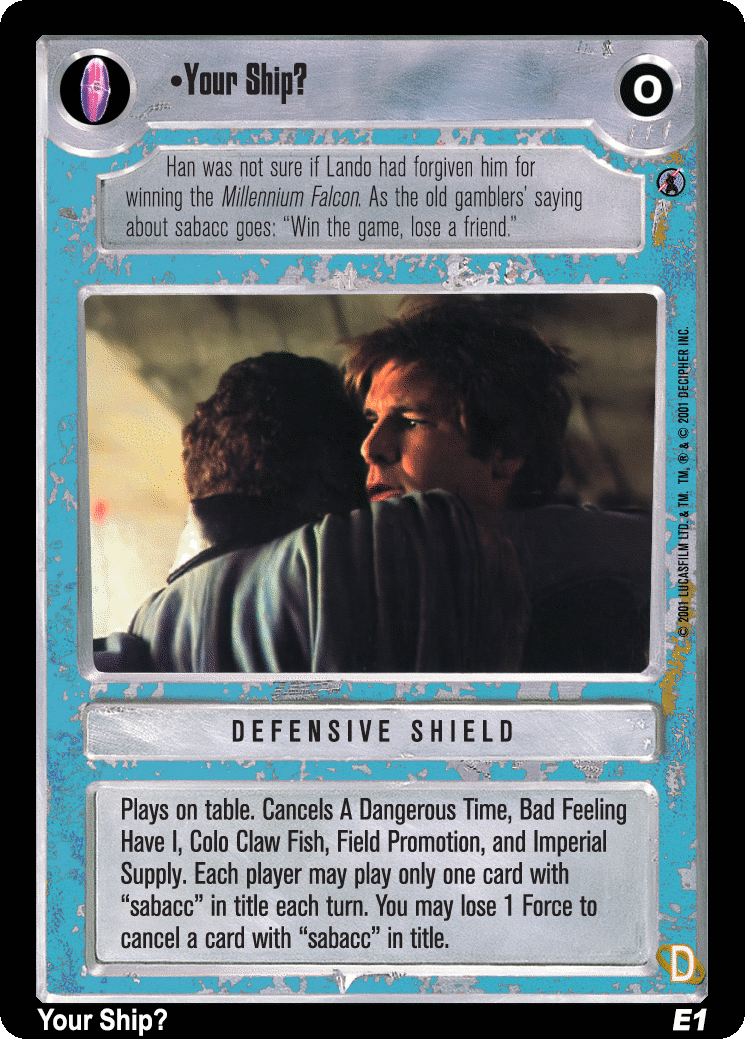 •Your Ship?
0
Han was not sure if Lando had forgiven him for
winning the Millennium Falcon. As the old gamblers' saying
about sabacc goes: “Win the game, lose a friend.”
© 2001 LUCASFILM LTD. & TM. TM, ® & © 2001 DECIPHER INC.
DEFENSIVE SHIELD
Plays on table. Cancels A Dangerous Time, Bad Feeling
Have I, Colo Claw Fish, Field Promotion, and Imperial
Supply. Each player may play only one card with
“sabacc” in title each turn. You may lose 1 Force to
cancel a card with “sabacc” in title.
D
Your Ship?
E1